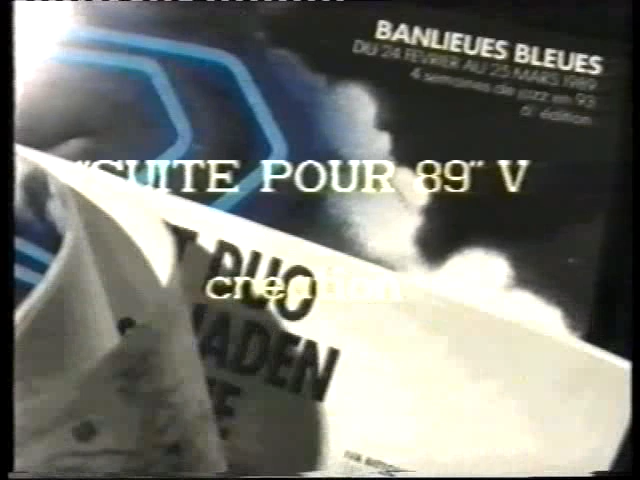 BANLIEUES BLEUES
DU 24 FEVRIER AU 25 MARS 1989
4 semaines de jazz en 93
6e édition
"SUITE POUR 89" V
création
DUO